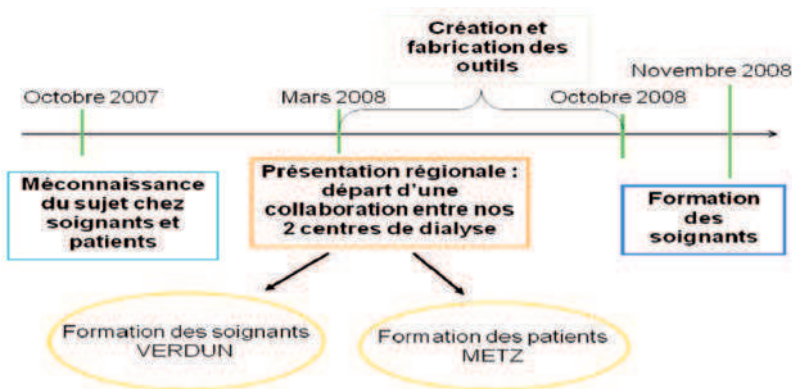 Création et
fabrication des
outils
Novembre 2008
Octobre 2007
Mars 2008
Octobre 2008
Méconnaissance
du sujet chez
soignants et
patients
Présentation régionale :
départ d'une
collaboration entre nos
2 centres de dialyse
Formation
des
soignants
Formation des soignants
VERDUN
Formation des patients
METZ